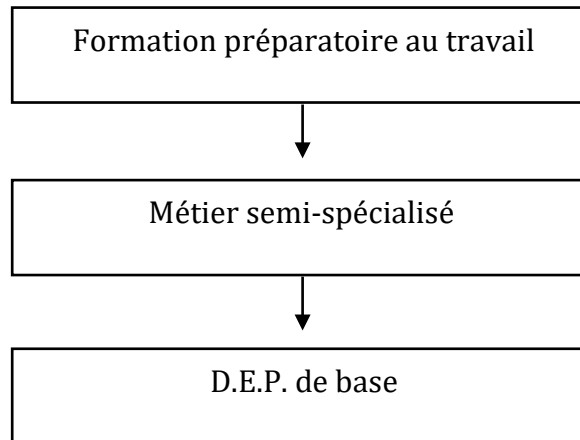 Formation préparatoire au travail
Métier semi-spécialisé
D.E.P. de base